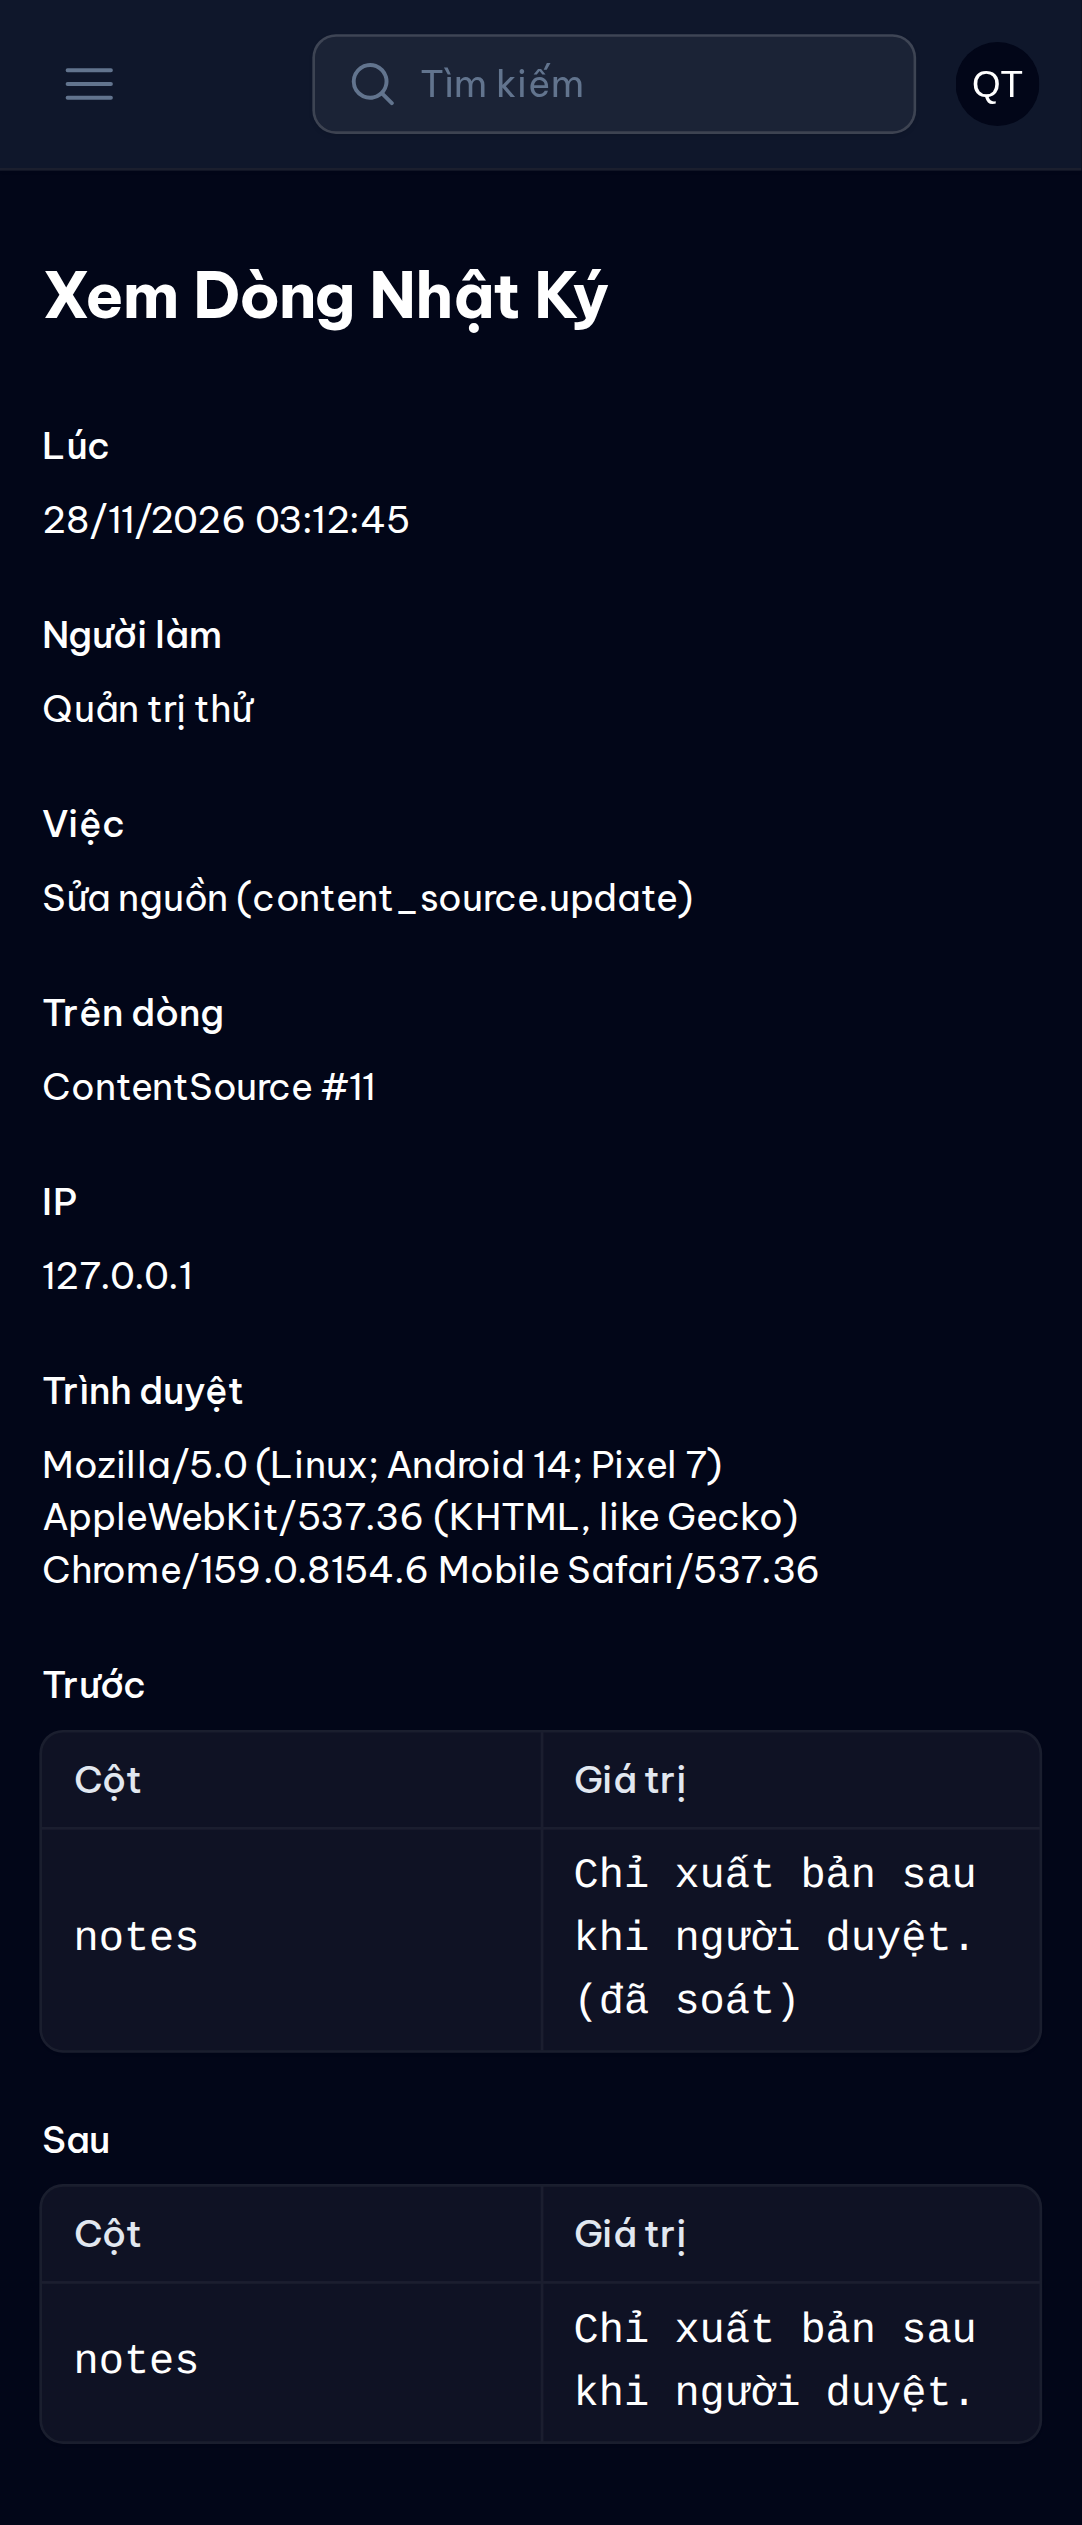 Tìm kiếm
QT
Xem Dòng Nhật Ký
Lúc
28/11/2026 03:12:45
Người làm
Quản trị thử
Việc
Sửa nguồn (content_source.update)
Trên dòng
ContentSource #11
IP
127.0.0.1
Trình duyệt
Mozilla/5.0 (Linux; Android 14; Pixel 7)
AppleWebKit/537.36 (KHTML, like Gecko)
Chrome/159.0.8154.6 Mobile Safari/537.36
Trước
Cột Giá trị
notes Chỉ xuất bản sau
khi người duyệt.
(đã soát)
Sau
Cột Giá trị
notes Chỉ xuất bản sau
khi người duyệt.